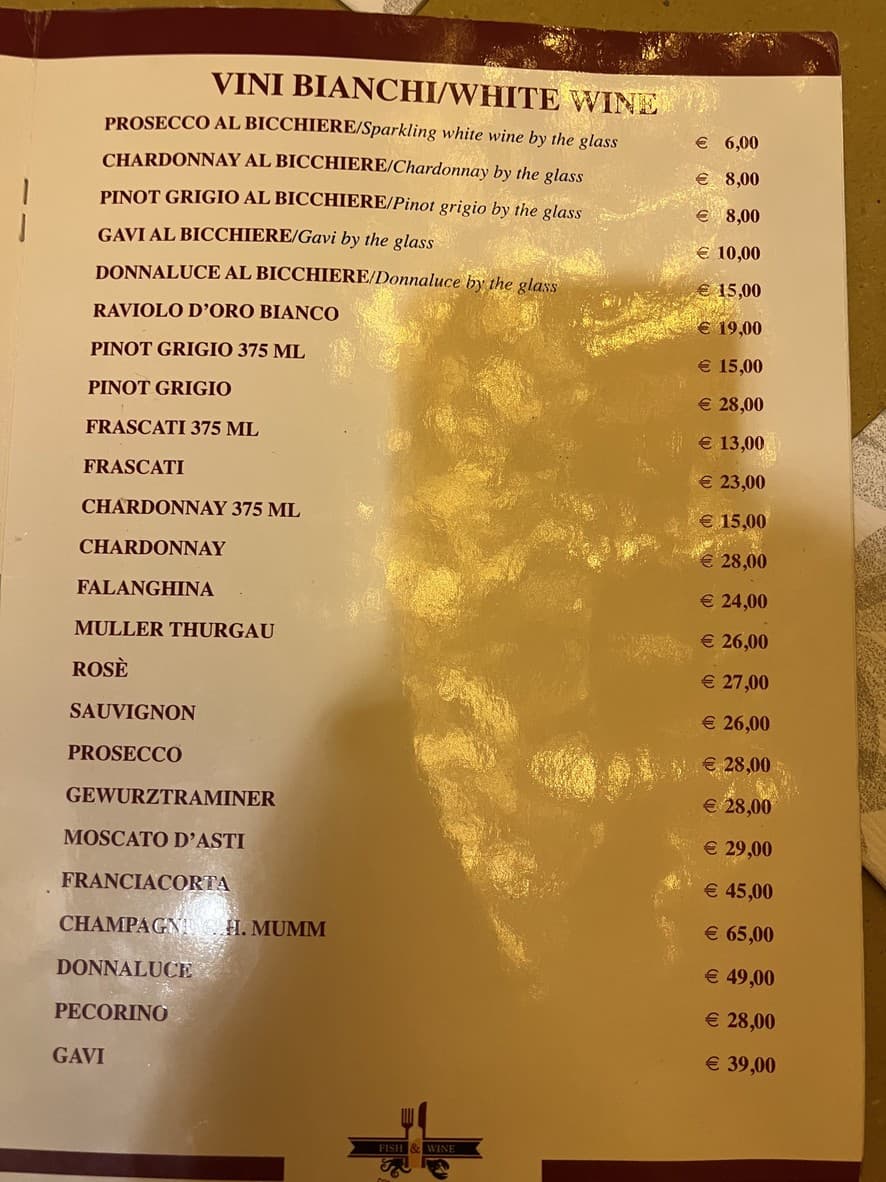 VINI BIANCHI/WHITE WINE
PROSECCO AL BICCHIERE/Sparkling white wine by the glass € 6,00
CHARDONNAY AL BICCHIERE/Chardonnay by the glass € 8,00
PINOT GRIGIO AL BICCHIERE/Pinot grigio by the glass € 8,00
GAVI AL BICCHIERE/Gavi by the glass € 10,00
DONNALUCE AL BICCHIERE/Donnaluce by the glass € 15,00
RAVIOLO D’ORO BIANCO € 19,00
PINOT GRIGIO 375 ML € 15,00
PINOT GRIGIO € 28,00
FRASCATI 375 ML € 13,00
FRASCATI € 23,00
CHARDONNAY 375 ML € 15,00
CHARDONNAY € 28,00
FALANGHINA € 24,00
MULLER THURGAU € 26,00
ROSÈ € 27,00
SAUVIGNON € 26,00
PROSECCO € 28,00
GEWURZTRAMINER € 28,00
MOSCATO D’ASTI € 29,00
FRANCIACORTA € 45,00
CHAMPAGNE H. MUMM € 65,00
DONNALUCE € 49,00
PECORINO € 28,00
GAVI € 39,00
FISH & WINE